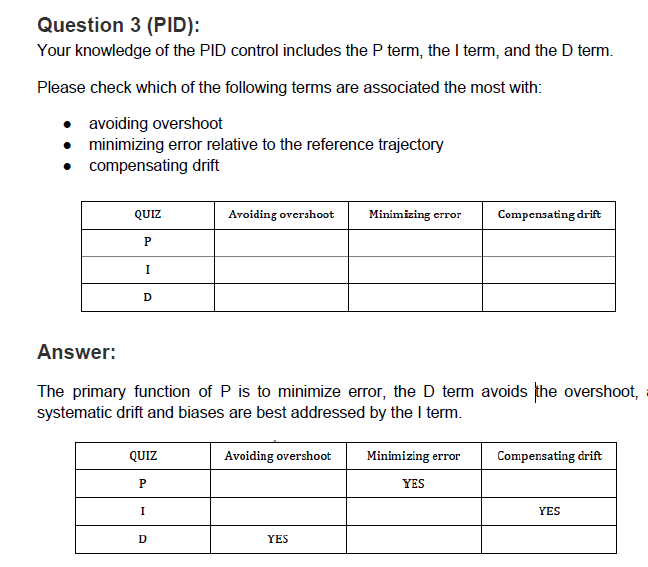 Question 3 (PID):
Your knowledge of the PID control includes the P term, the I term, and the D term.
Please check which of the following terms are associated the most with:
● avoiding overshoot
● minimizing error relative to the reference trajectory
● compensating drift
QUIZ Avoiding overshoot Minimizing error Compensating drift
P
I
D
Answer:
The primary function of P is to minimize error, the D term avoids the overshoot,
systematic drift and biases are best addressed by the I term.
QUIZ Avoiding overshoot Minimizing error Compensating drift
P YES
I YES
D YES